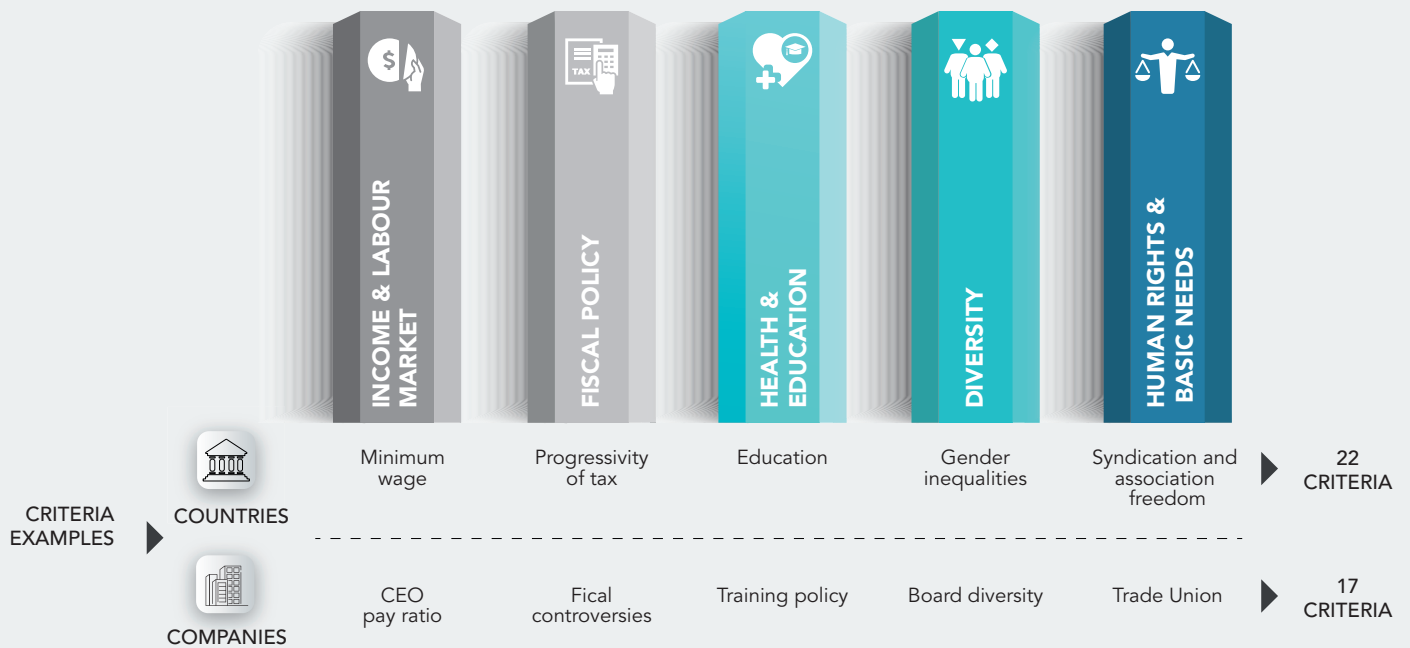 $
TAX
INCOME & LABOUR
MARKET
FISCAL POLICY
HEALTH &
EDUCATION
DIVERSITY
HUMAN RIGHTS &
BASIC NEEDS
CRITERIA
EXAMPLES
COUNTRIES
Minimum
wage
Progressivity
of tax
Education
Gender
inequalities
Syndication and
association
freedom
22
CRITERIA
COMPANIES
CEO
pay ratio
Fical
controversies
Training policy
Board diversity
Trade Union
17
CRITERIA